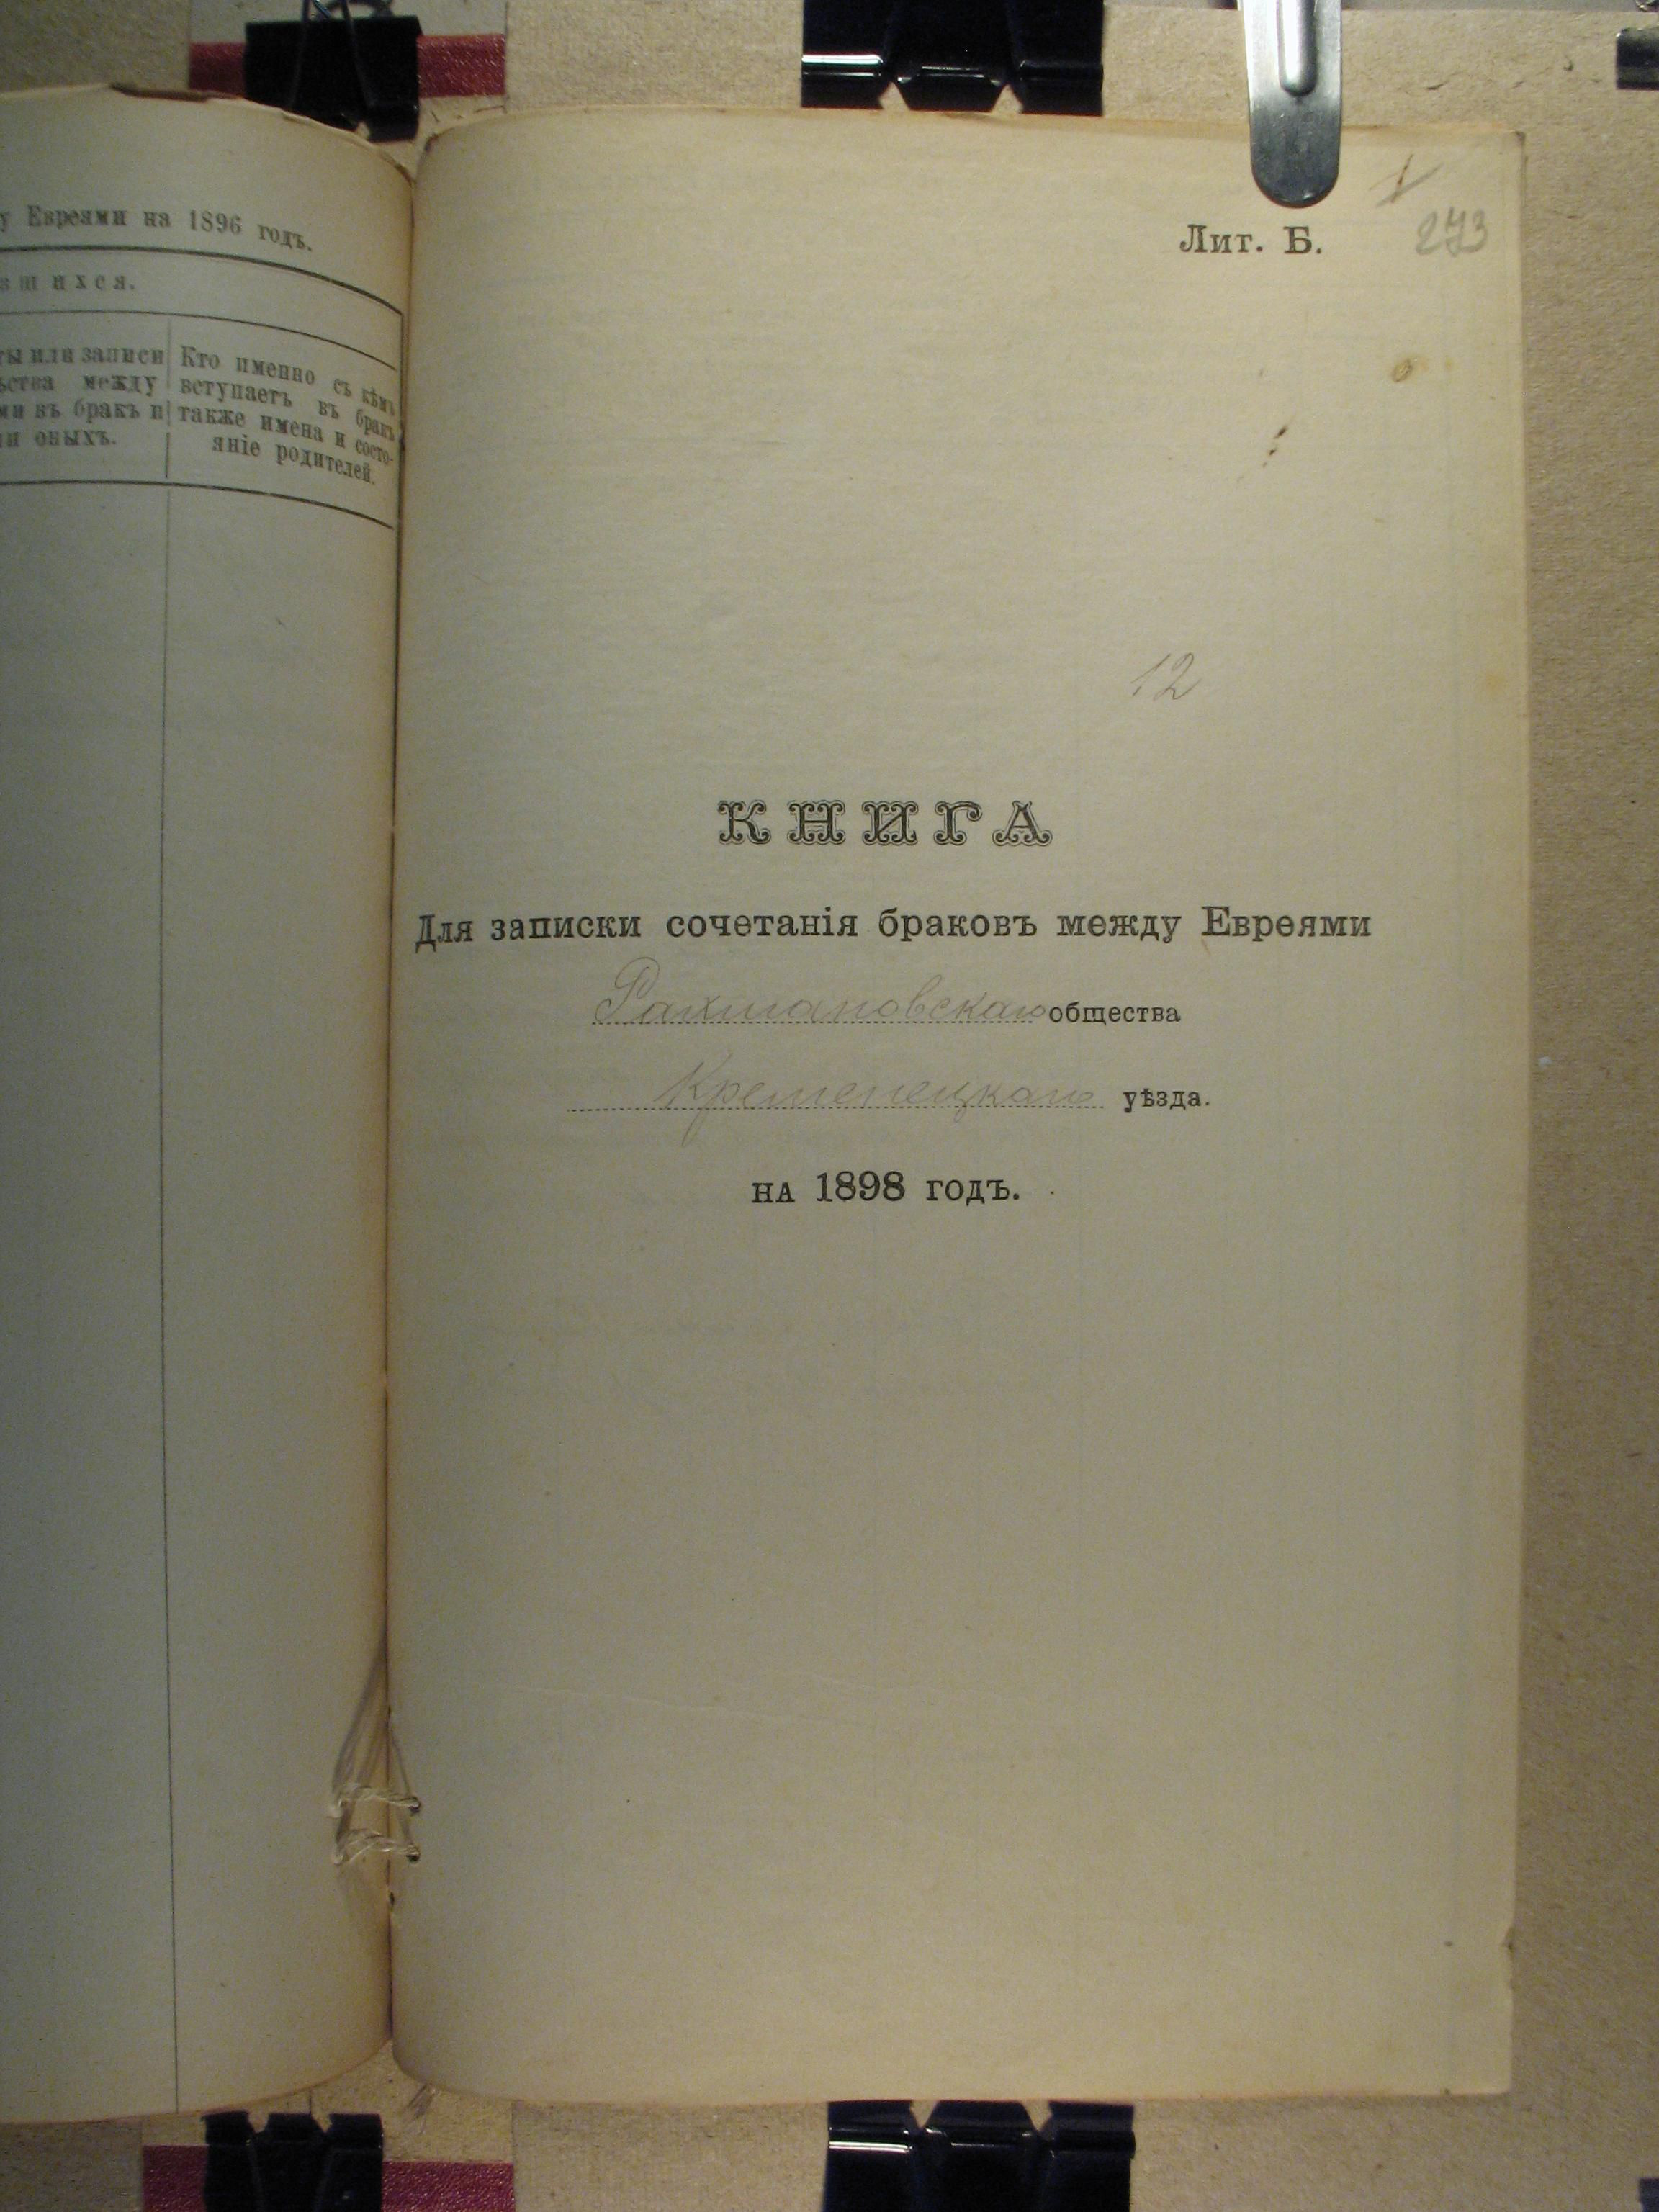 у Евреями на 1896 годъ.
вшихся.
ты или записи
ьства между
ми въ бракъ и
ии оныхъ.
Кто именно съ кѣмъ
вступаетъ въ бракъ
также имена и состо-
яніе родителей.
Лит. Б.
273
12
КНИГА
Для записки сочетанія браковъ между Евреями
Рахмановскаго общества
Кременецкаго уѣзда.
на 1898 годъ.